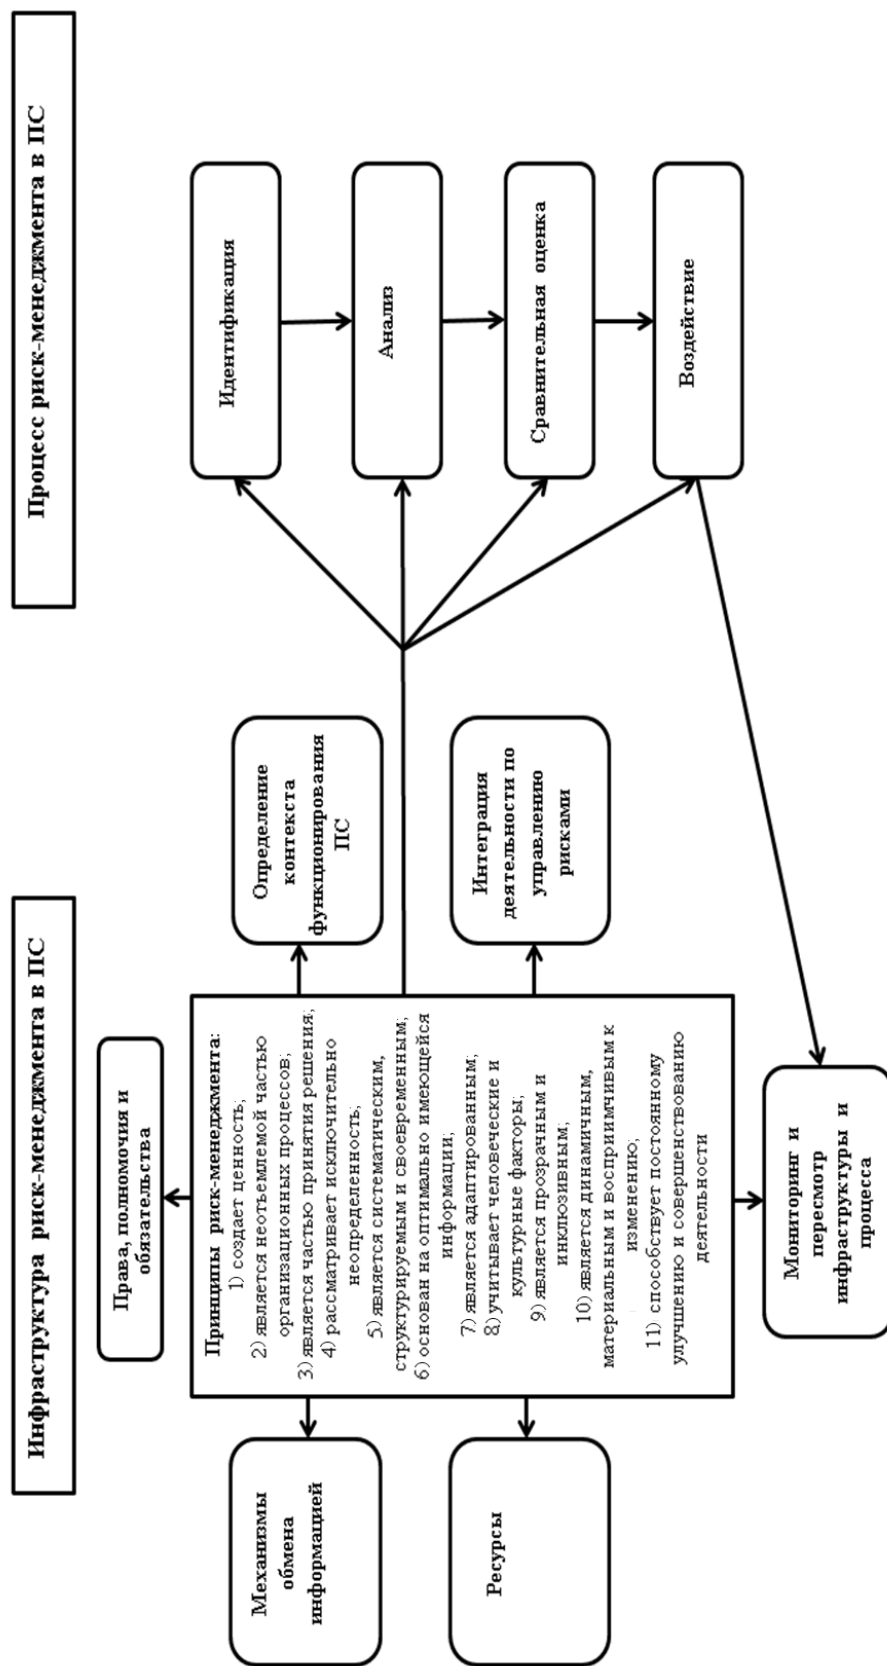 Инфраструктура риск-менеджмента в ПС
Процесс риск-менеджмента в ПС
Права, полномочия и
обязательства
Механизмы
обмена
информацией
Ресурсы
Принципы риск-менеджмента:
1) создает ценность;
2) является неотъемлемой частью
организационных процессов;
3) является частью принятия решения;
4) рассматривает исключительно
неопределенность;
5) является систематическим,
структурируемым и своевременным;
6) основан на оптимально имеющейся
информации;
7) является адаптированным;
8) учитывает человеческие и
культурные факторы;
9) является прозрачным и
инклюзивным;
10) является динамичным,
материальным и восприимчивым к
изменению;
11) способствует постоянному
улучшению и совершенствованию
деятельности
Определение
контекста
функционирования
ПС
Интеграция
деятельности по
управлению
рисками
Мониторинг и
пересмотр
инфраструктуры и
процесса
Идентификация
Анализ
Сравнительная оценка
Воздействие